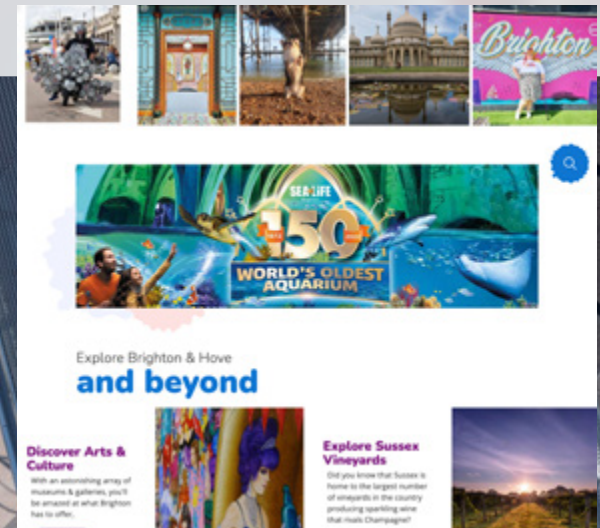 Brighton
SEA LIFE
150
WORLD'S OLDEST
AQUARIUM
Explore Brighton & Hove
and beyond
Discover Arts &
Culture
With an astonishing array of
museums & galleries, you'll
be amazed at what Brighton
has to offer.
Explore Sussex
Vineyards
Did you know that Sussex is
home to the largest number
of vineyards in the country
producing sparkling wine
that rivals Champagne?